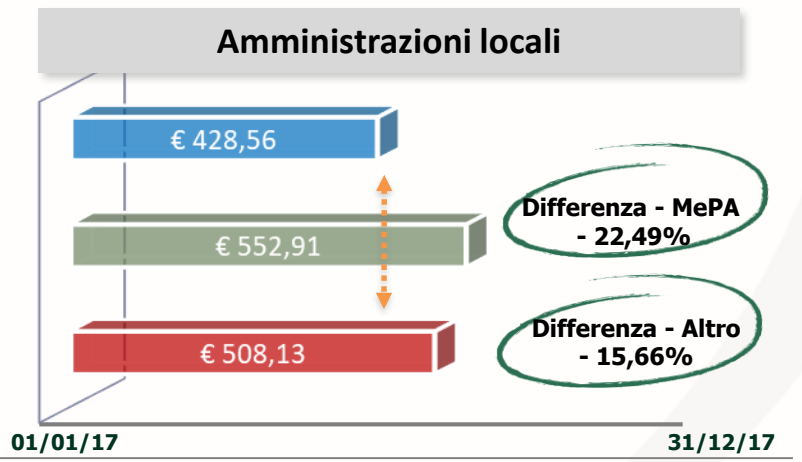 Amministrazioni locali
€ 428,56
€ 552,91
Differenza - MePA
- 22,49%
€ 508,13
Differenza - Altro
- 15,66%
01/01/17
31/12/17